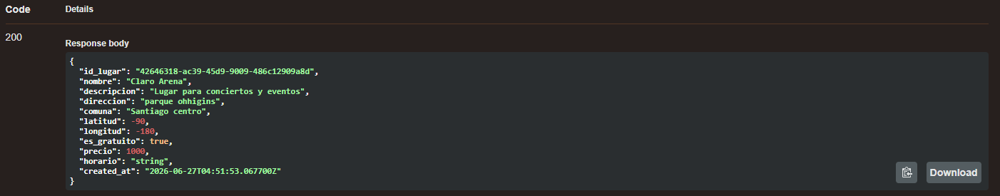 Code Details
200
Response body
{
  "id_lugar": "42646318-ac39-45d9-9009-486c12909a8d",
  "nombre": "Claro Arena",
  "descripcion": "Lugar para conciertos y eventos",
  "direccion": "parque ohhigins",
  "comuna": "Santiago centro",
  "latitud": -90,
  "longitud": -180,
  "es_gratuito": true,
  "precio": 1000,
  "horario": "string",
  "created_at": "2026-06-27T04:51:53.067700Z"
}
Download